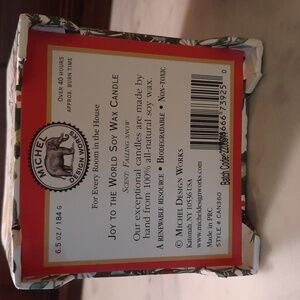 MICHEL
DESIGN WORKS
OVER 40 HOURS
APPROX. BURN TIME
6.5 OZ / 184 G
For Every Room in the House
JOY TO THE WORLD SOY WAX CANDLE
SCENT: FALLING SNOW
Our exceptional candles are made by
hand from 100% all-natural soy wax.
A RENEWABLE RESOURCE • BIODEGRADABLE • NON-TOXIC
© MICHEL DESIGN WORKS
Katonah, NY 10536 USA
www.micheldesignworks.com
Made in PRC
STYLE # CAN360